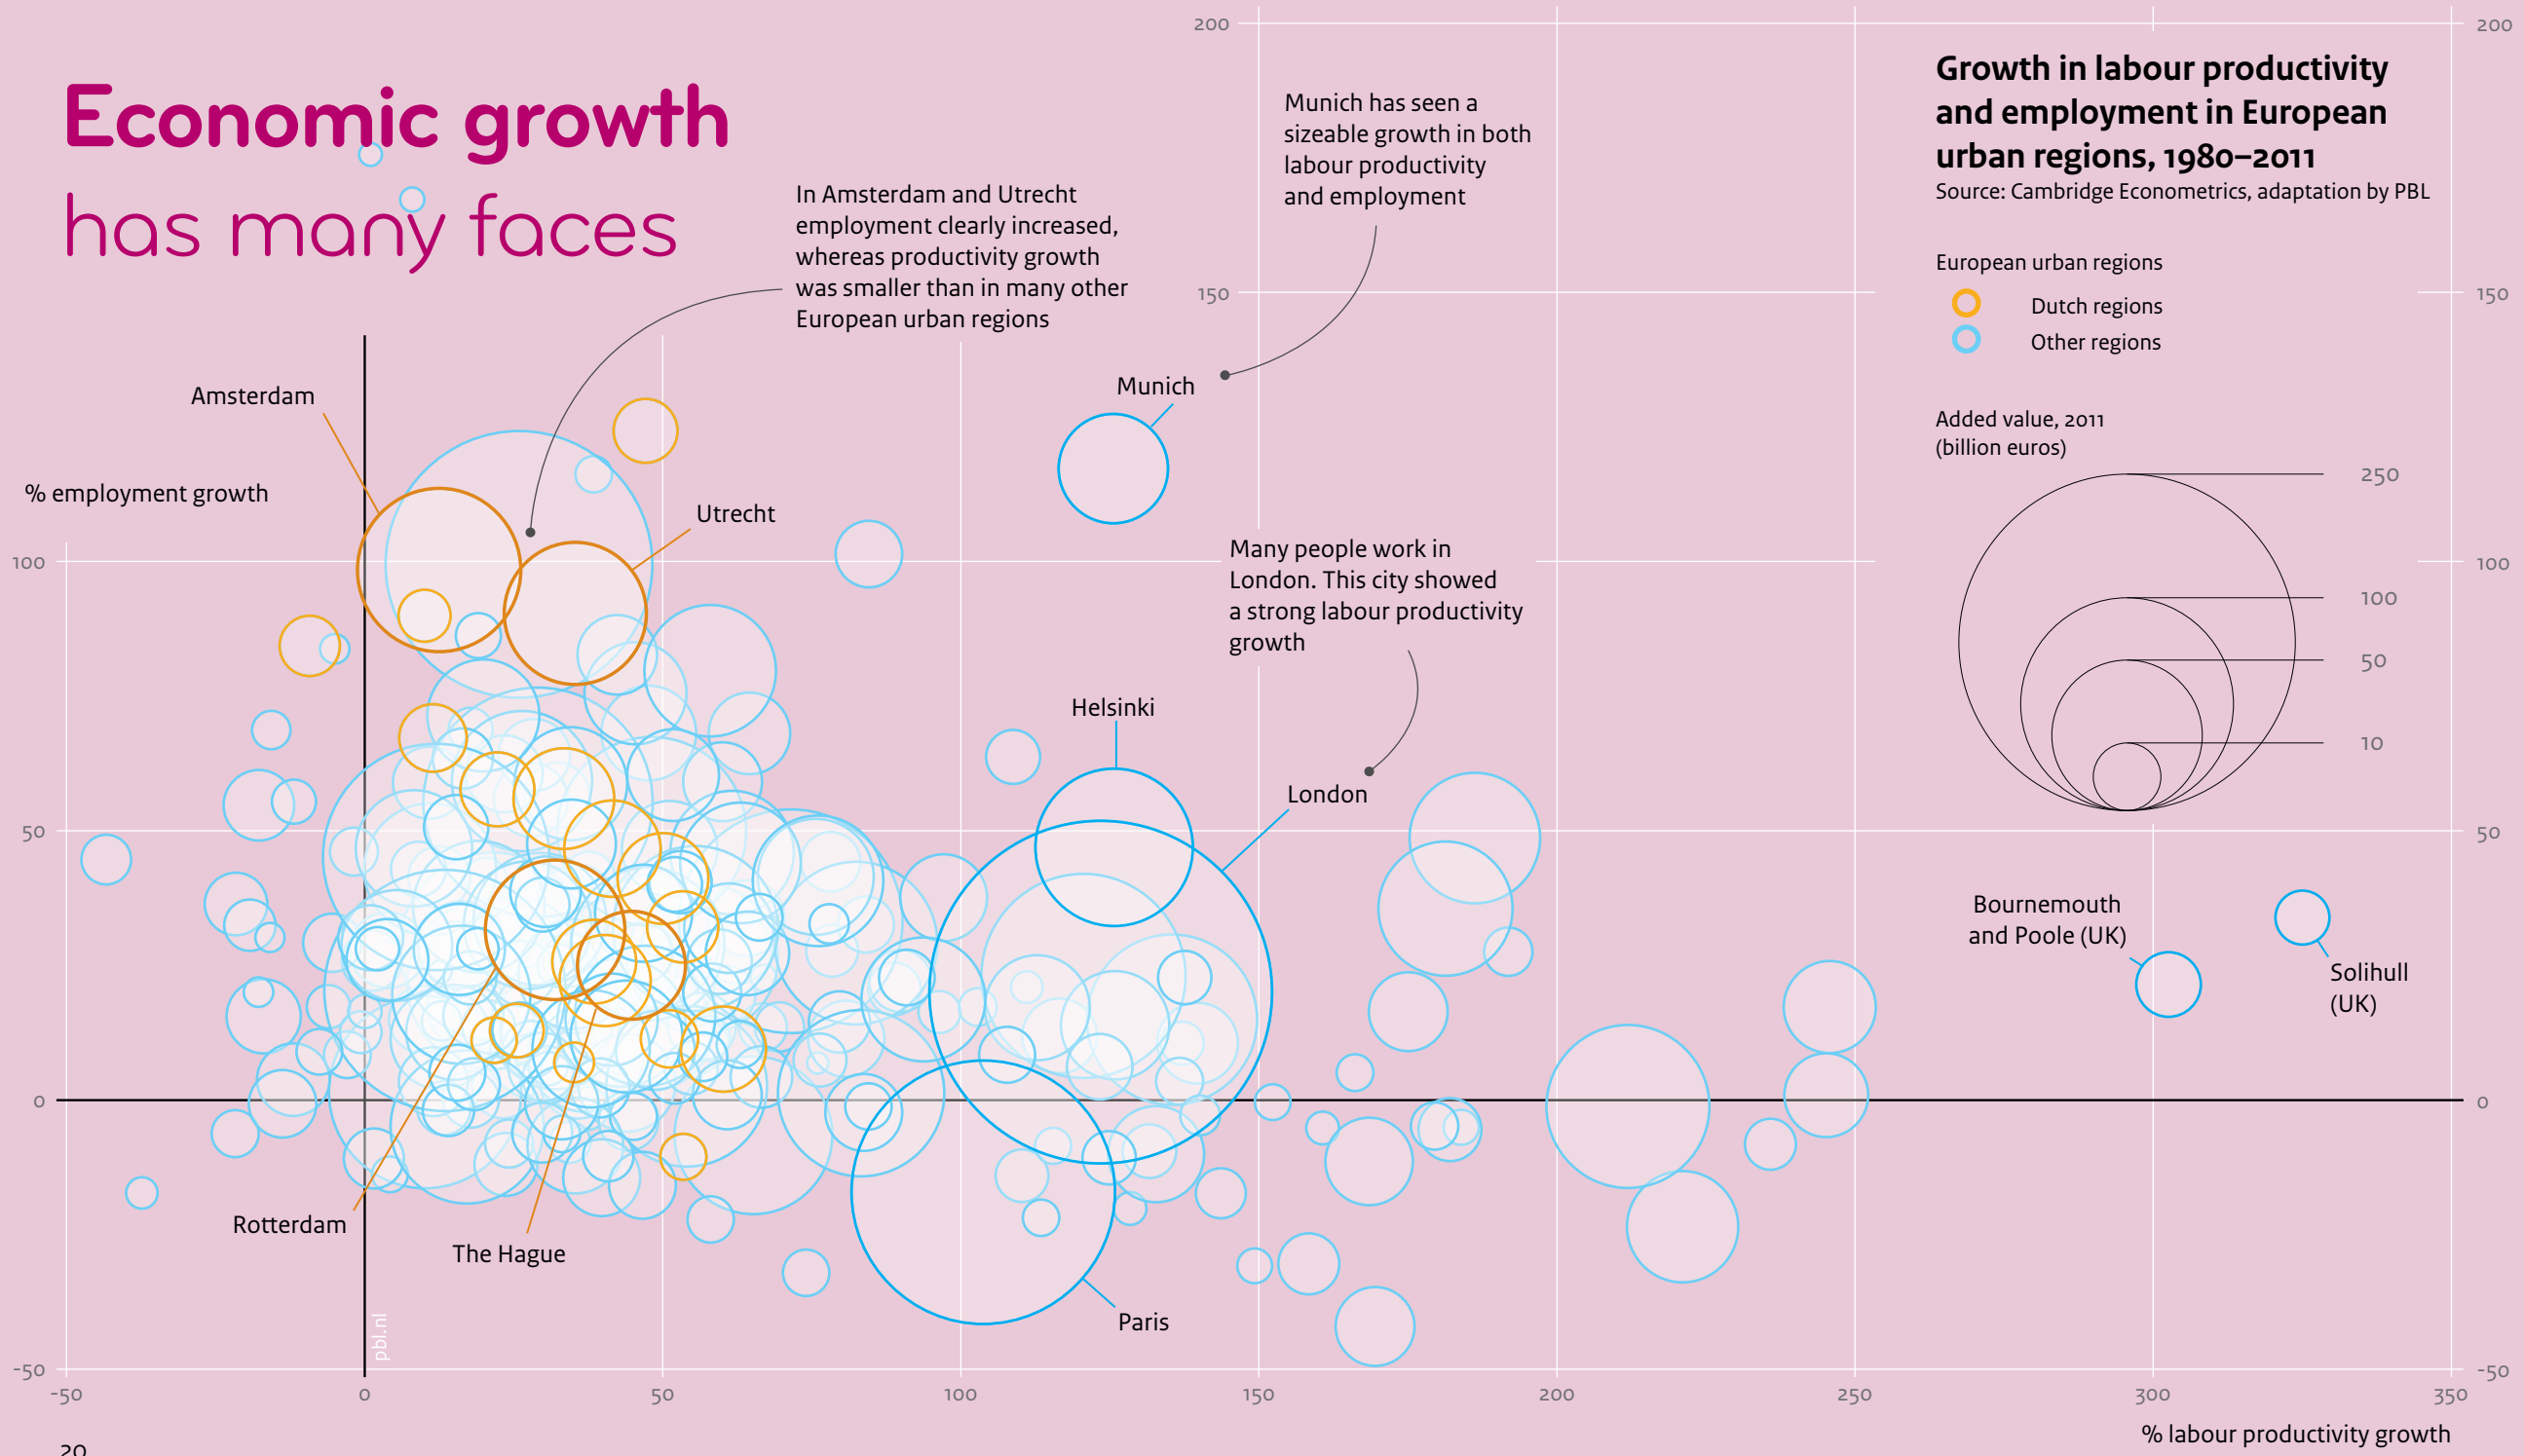 Economic growth
has many faces
Growth in labour productivity
and employment in European
urban regions, 1980–2011
Source: Cambridge Econometrics, adaptation by PBL
European urban regions
Dutch regions
Other regions
Added value, 2011
(billion euros)
250
100
50
10
Munich has seen a
sizeable growth in both
labour productivity
and employment
In Amsterdam and Utrecht
employment clearly increased,
whereas productivity growth
was smaller than in many other
European urban regions
Many people work in
London. This city showed
a strong labour productivity
growth
Amsterdam
Munich
Utrecht
Helsinki
London
Bournemouth
and Poole (UK)
Solihull
(UK)
Rotterdam
The Hague
Paris
% employment growth
200
150
100
50
0
-50
200
150
100
50
0
-50
-50
0
50
100
150
200
250
300
350
% labour productivity growth
pbl.nl
20